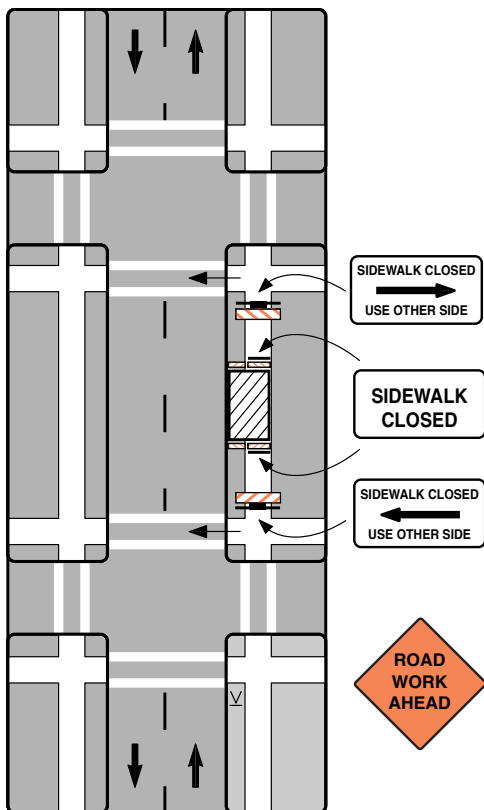 SIDEWALK CLOSED
USE OTHER SIDE
SIDEWALK
CLOSED
SIDEWALK CLOSED
USE OTHER SIDE
ROAD
WORK
AHEAD